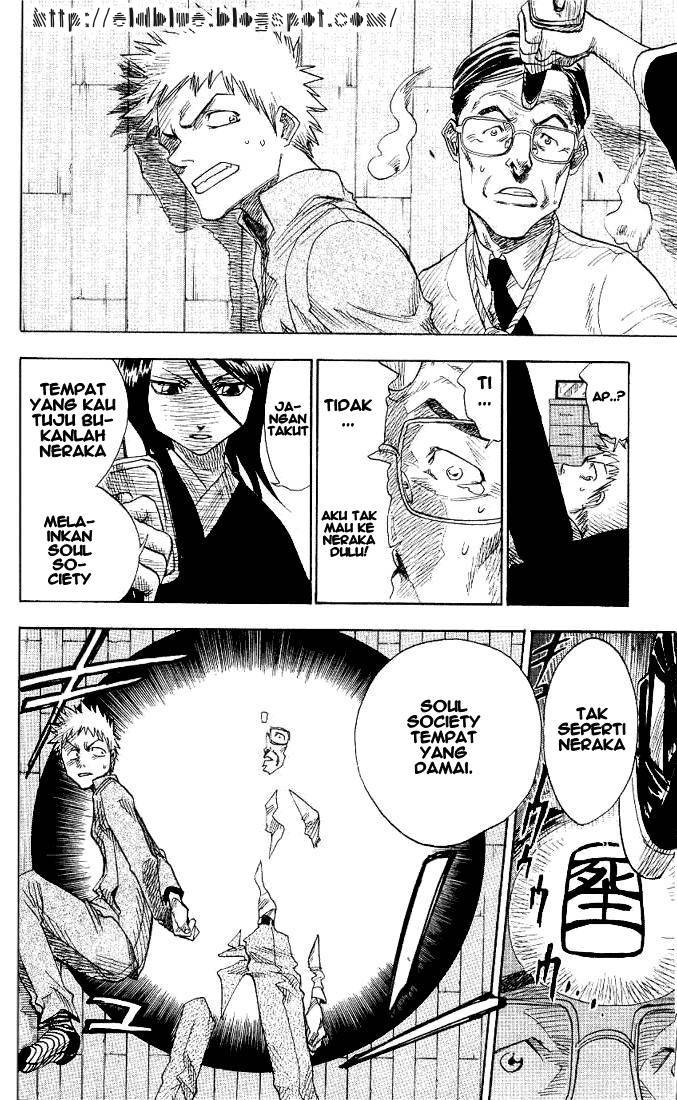 http://eldblue.blogspot.com/
AP..?
TI
...
TIDAK
...
AKU TAK
MAU KE
NERAKA
DULU!
JA-
NGAN
TAKUT
TEMPAT
YANG KAU
TUJU BU-
KANLAH
NERAKA
MELA-
INKAN
SOUL
SO-
CIETY
TAK
SEPERTI
NERAKA
SOUL
SOCIETY
TEMPAT
YANG
DAMAI.